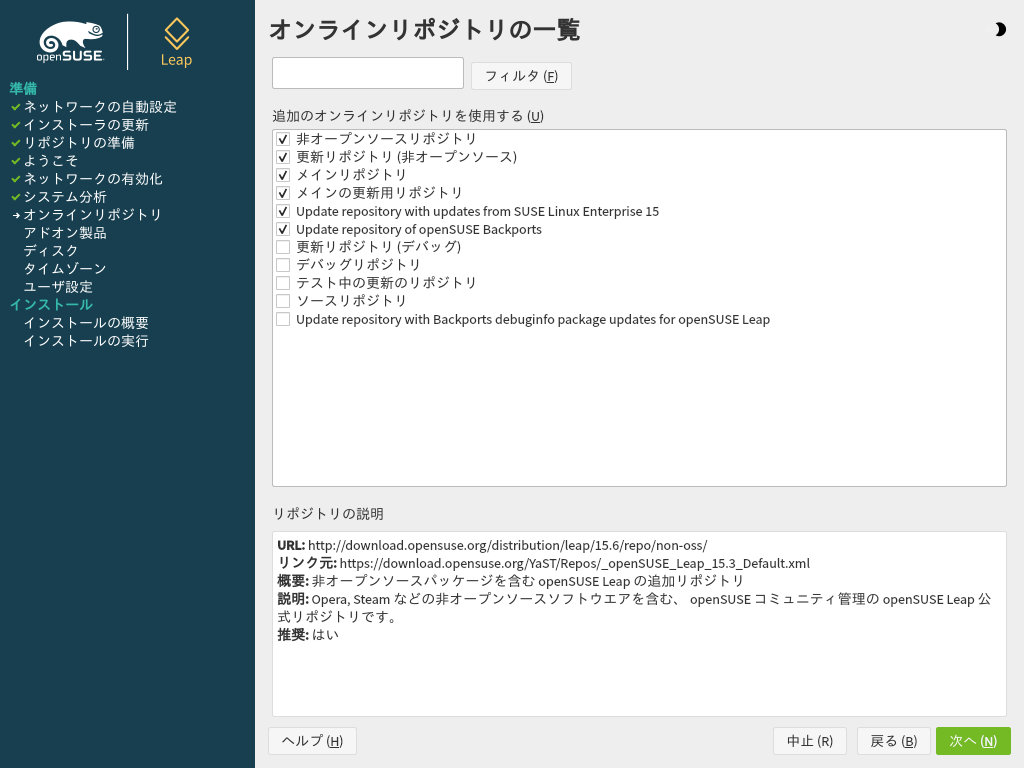 openSUSE
Leap
準備
ネットワークの自動設定
インストーラの更新
リポジトリの準備
ようこそ
ネットワークの有効化
システム分析
オンラインリポジトリ
アドオン製品
ディスク
タイムゾーン
ユーザ設定
インストール
インストールの概要
インストールの実行
オンラインリポジトリの一覧
フィルタ (F)
追加のオンラインリポジトリを使用する (U)
非オープンソースリポジトリ
更新リポジトリ (非オープンソース)
メインリポジトリ
メインの更新用リポジトリ
Update repository with updates from SUSE Linux Enterprise 15
Update repository of openSUSE Backports
更新リポジトリ (デバッグ)
デバッグリポジトリ
テスト中の更新のリポジトリ
ソースリポジトリ
Update repository with Backports debuginfo package updates for openSUSE Leap
リポジトリの説明
URL: http://download.opensuse.org/distribution/leap/15.6/repo/non-oss/
リンク元: https://download.opensuse.org/YaST/Repos/_openSUSE_Leap_15.3_Default.xml
概要: 非オープンソースパッケージを含む openSUSE Leap の追加リポジトリ
説明: Opera, Steam などの非オープンソースソフトウエアを含む、 openSUSE コミュニティ管理の openSUSE Leap 公
式リポジトリです。
推奨: はい
ヘルプ (H)
中止 (R)
戻る (B)
次へ (N)